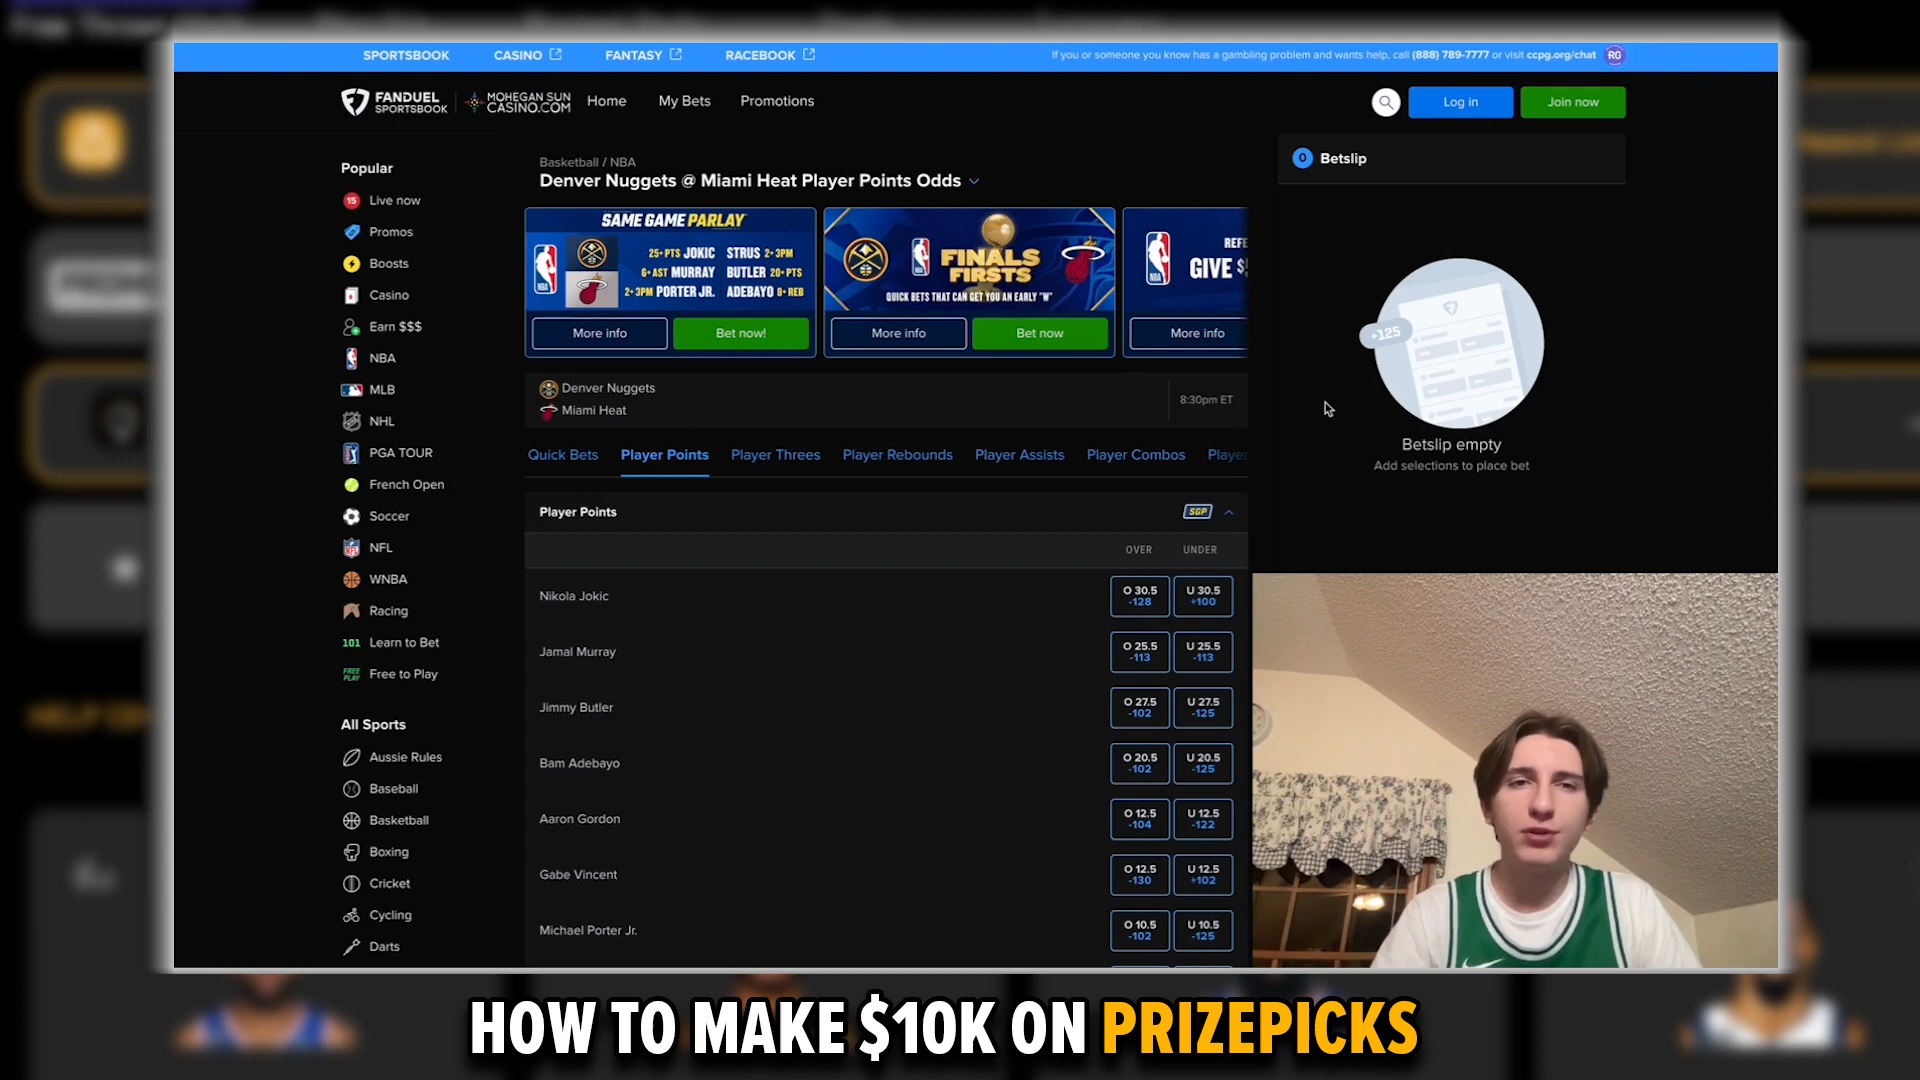 SPORTSBOOK
CASINO
FANTASY
RACEBOOK
If you or someone you know has a gambling problem and wants help, call (888) 789-7777 or visit ccpg.org/chat
RG
FANDUEL
SPORTSBOOK
MOHEGAN SUN
CASINO.COM
Home
My Bets
Promotions
Log in
Join now
Popular
15 Live now
Promos
Boosts
Casino
Earn $$$
NBA
MLB
NHL
PGA TOUR
French Open
Soccer
NFL
WNBA
Racing
101 Learn to Bet
FREE PLAY Free to Play
All Sports
Aussie Rules
Baseball
Basketball
Boxing
Cricket
Cycling
Darts
Basketball / NBA
Denver Nuggets @ Miami Heat Player Points Odds
SAME GAME PARLAY
NBA
25+ PTS JOKIC STRUS 2+ 3PM
6+ AST MURRAY BUTLER 20+ PTS
2+ 3PM PORTER JR. ADEBAYO 8+ REB
More info
Bet now!
NBA
FINALS
FIRSTS
QUICK BETS THAT CAN GET YOU AN EARLY "W"
More info
Bet now
NBA
REFE
GIVE $
More info
Denver Nuggets
Miami Heat
8:30pm ET
Quick Bets
Player Points
Player Threes
Player Rebounds
Player Assists
Player Combos
Player
Player Points
SGP
OVER UNDER
Nikola Jokic
O 30.5 U 30.5
-128 +100
Jamal Murray
O 25.5 U 25.5
-113 -113
Jimmy Butler
O 27.5 U 27.5
-102 -125
Bam Adebayo
O 20.5 U 20.5
-102 -125
Aaron Gordon
O 12.5 U 12.5
-104 -122
Gabe Vincent
O 12.5 U 12.5
-130 +102
Michael Porter Jr.
O 10.5 U 10.5
-102 -125
0 Betslip
+125
Betslip empty
Add selections to place bet
HOW TO MAKE $10K ON PRIZEPICKS